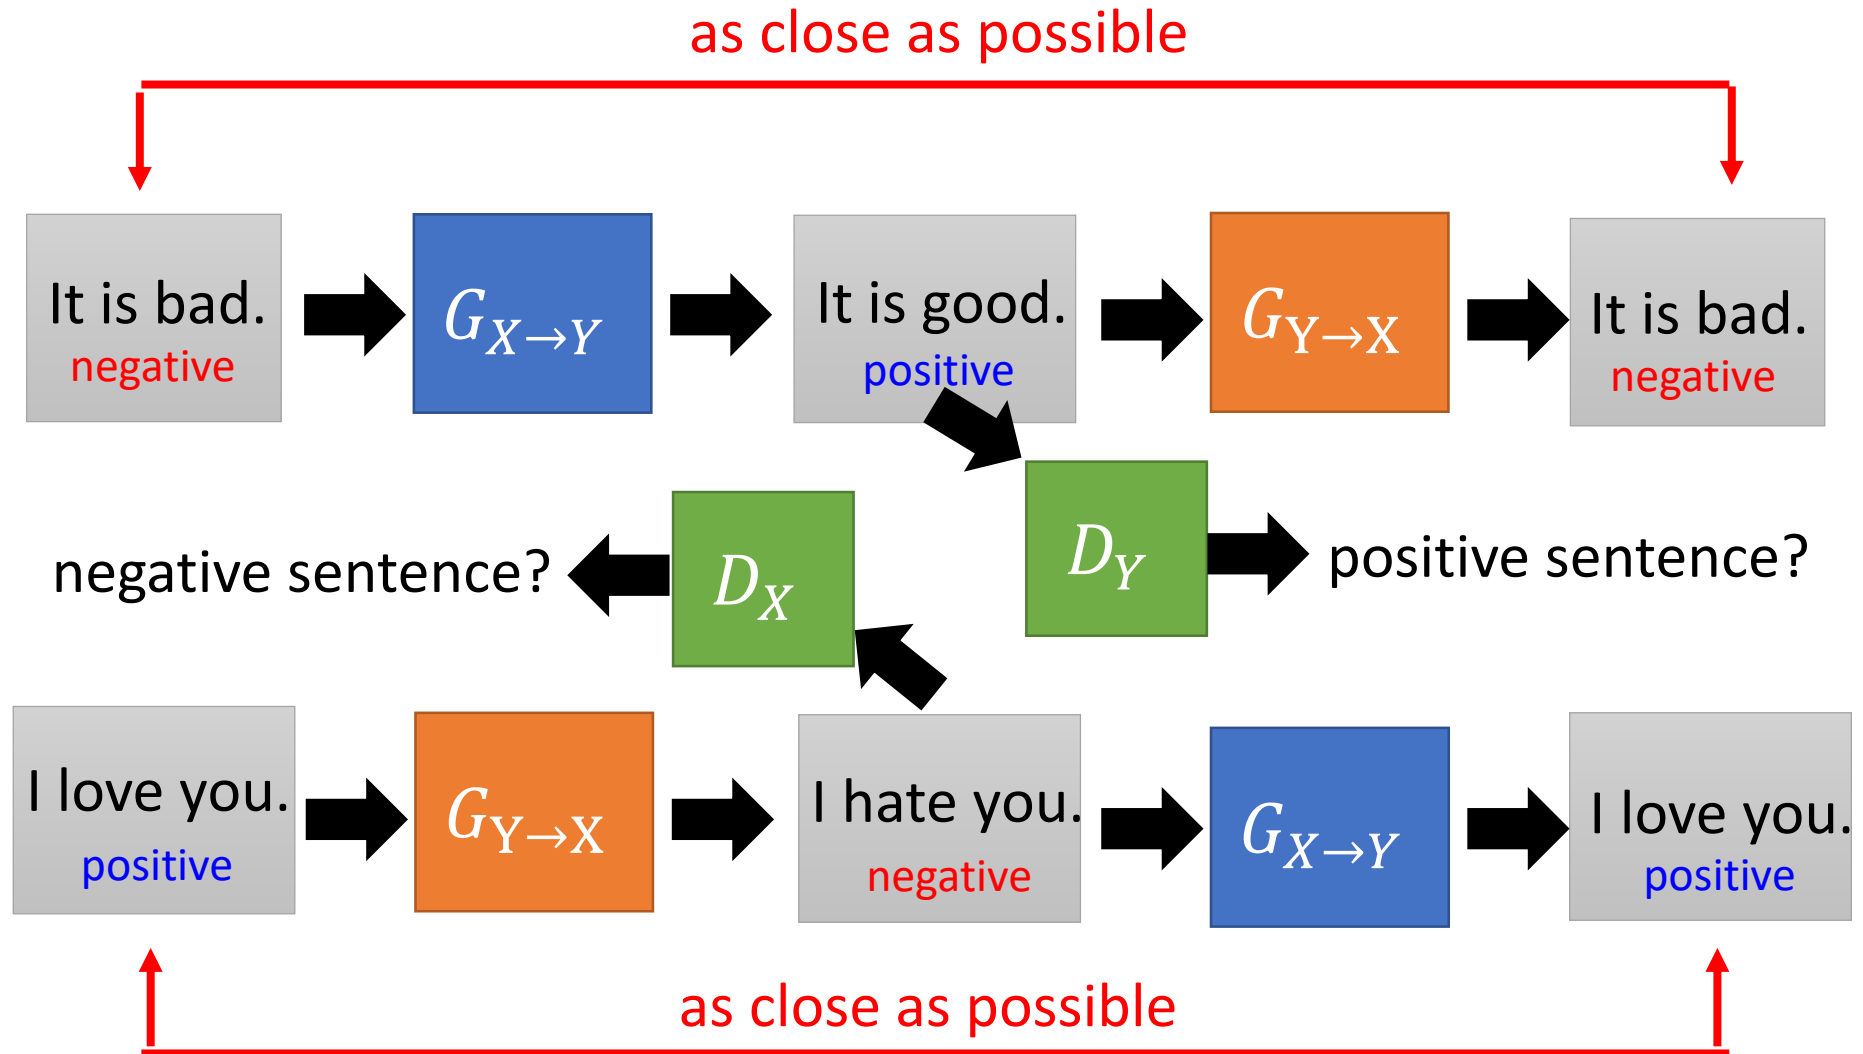 as close as possible
It is bad.
negative
G_{X→Y}
It is good.
positive
G_{Y→X}
It is bad.
negative
negative sentence?
D_X
D_Y
positive sentence?
I love you.
positive
G_{Y→X}
I hate you.
negative
G_{X→Y}
I love you.
positive
as close as possible